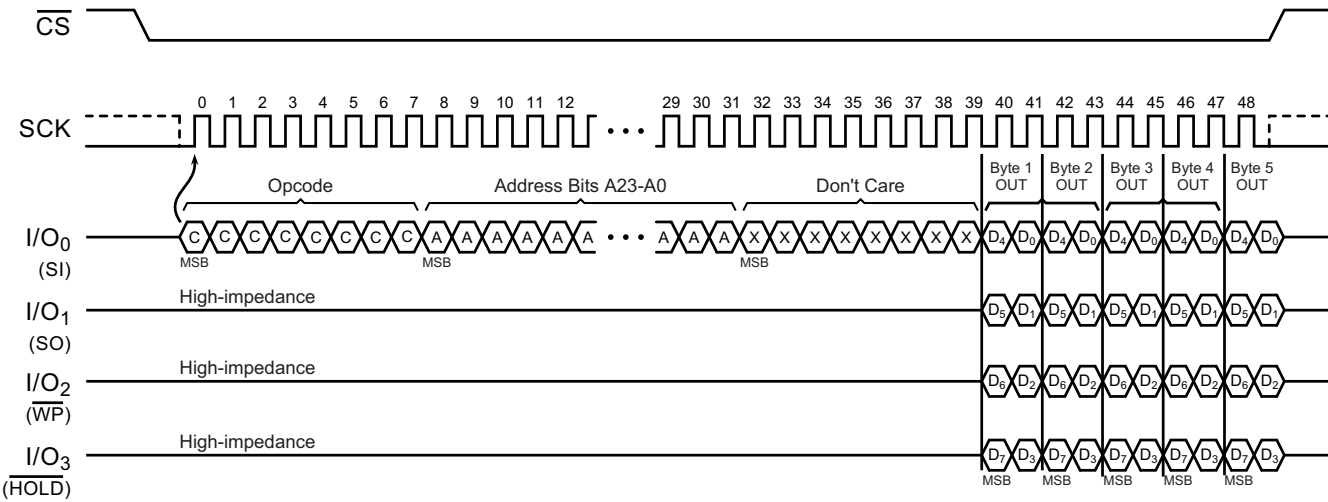 CS
0 1 2 3 4 5 6 7 8 9 10 11 12 29 30 31 32 33 34 35 36 37 38 39 40 41 42 43 44 45 46 47 48
SCK
Opcode Address Bits A23-A0 Don't Care
Byte 1 OUT Byte 2 OUT Byte 3 OUT Byte 4 OUT Byte 5 OUT
I/O0 C C C C C C C C A A A A A A A A A X X X X X X X X D4 D0 D4 D0 D4 D0 D4 D0 D4 D0
(SI) MSB MSB MSB
High-impedance
I/O1 D5 D1 D5 D1 D5 D1 D5 D1 D5 D1
(SO)
High-impedance
I/O2 D6 D2 D6 D2 D6 D2 D6 D2 D6 D2
(WP)
High-impedance
I/O3 D7 D3 D7 D3 D7 D3 D7 D3 D7 D3
(HOLD) MSB MSB MSB MSB MSB